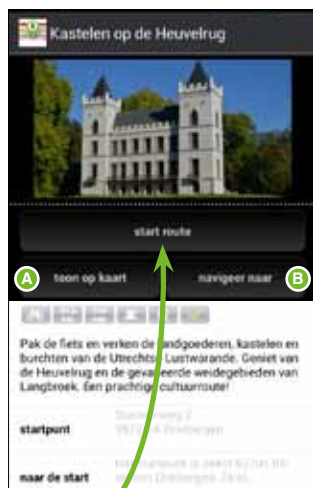 Kastelen op de Heuvelrug
start route
A
toon op kaart
navigeer naar
B
Pak de fiets en verken de landgoederen, kastelen en
burchten van de Utrechtse Lustwarande. Geniet van
de Heuvelrug en de gevarieerde weidegebieden van
Langbroek. Een prachtige cultuurroute!
startpunt
naar de start